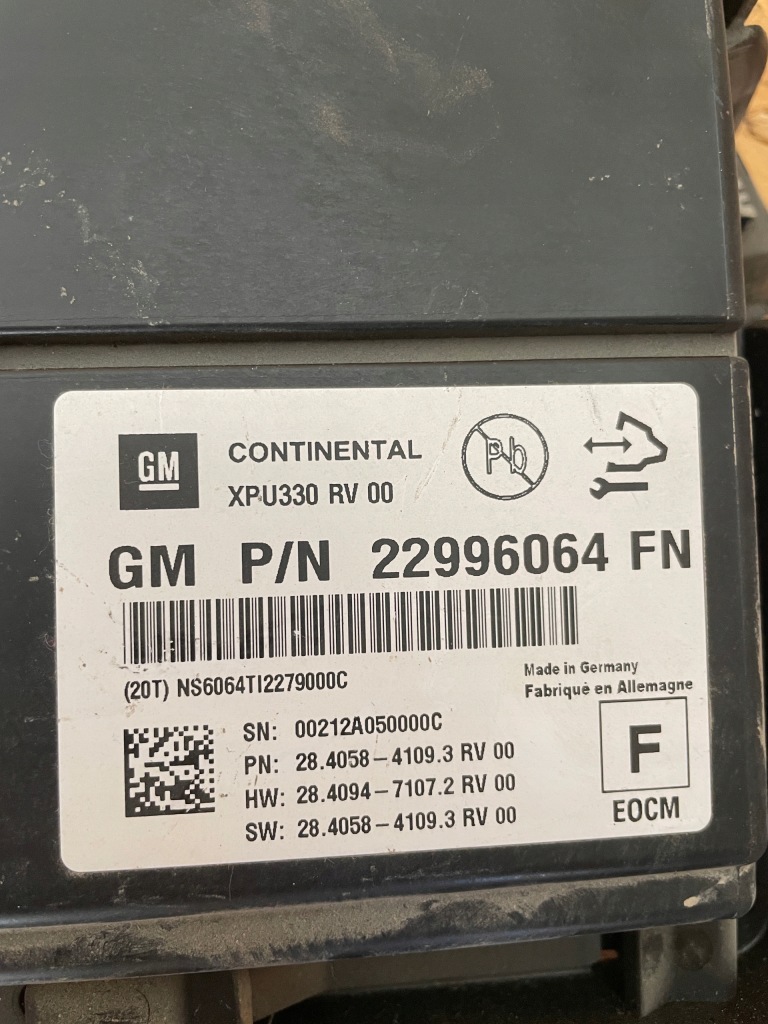 GM
CONTINENTAL
XPU330 RV 00
Pb
GM P/N 22996064 FN
(20T) NS6064TI2279000C
Made in Germany
Fabriqué en Allemagne
SN: 00212A050000C
PN: 28.4058-4109.3 RV 00
HW: 28.4094-7107.2 RV 00
SW: 28.4058-4109.3 RV 00
F
EOCM